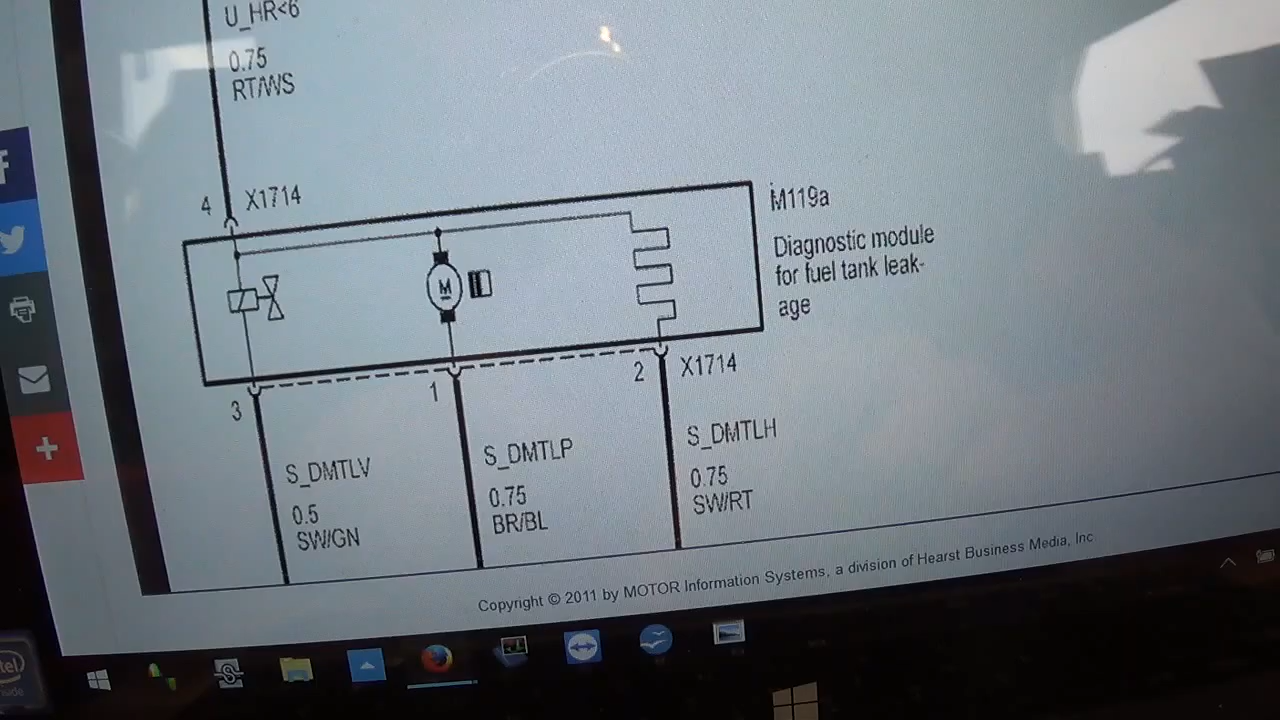 U_HR<6
0.75
RT/WS
4
X1714
M119a
Diagnostic module
for fuel tank leak-
age
M
3
1
2
X1714
S_DMTLV
0.5
SW/GN
S_DMTLP
0.75
BR/BL
S_DMTLH
0.75
SW/RT
Copyright © 2011 by MOTOR Information Systems, a division of Hearst Business Media, Inc